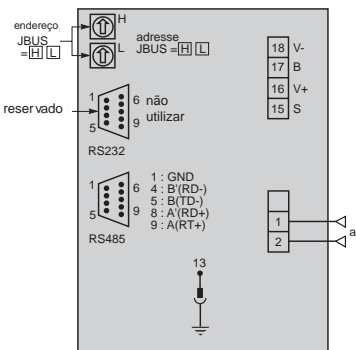 endereço
JBUS
=H L
H
L
adresse
JBUS =H L
18 V-
17 B
16 V+
15 S
reservado
1
5
6
9
não
utilizar
RS232
1
5
6
9
1 : GND
4 : B'(RD-)
5 : B(TD-)
8 : A'(RD+)
9 : A(RT+)
RS485
1
2
a
13